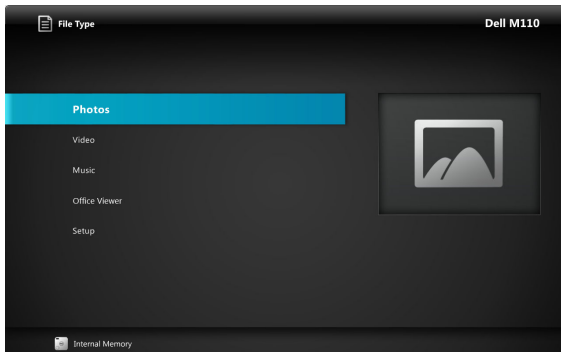 File Type
Dell M110
Photos
Video
Music
Office Viewer
Setup
Internal Memory